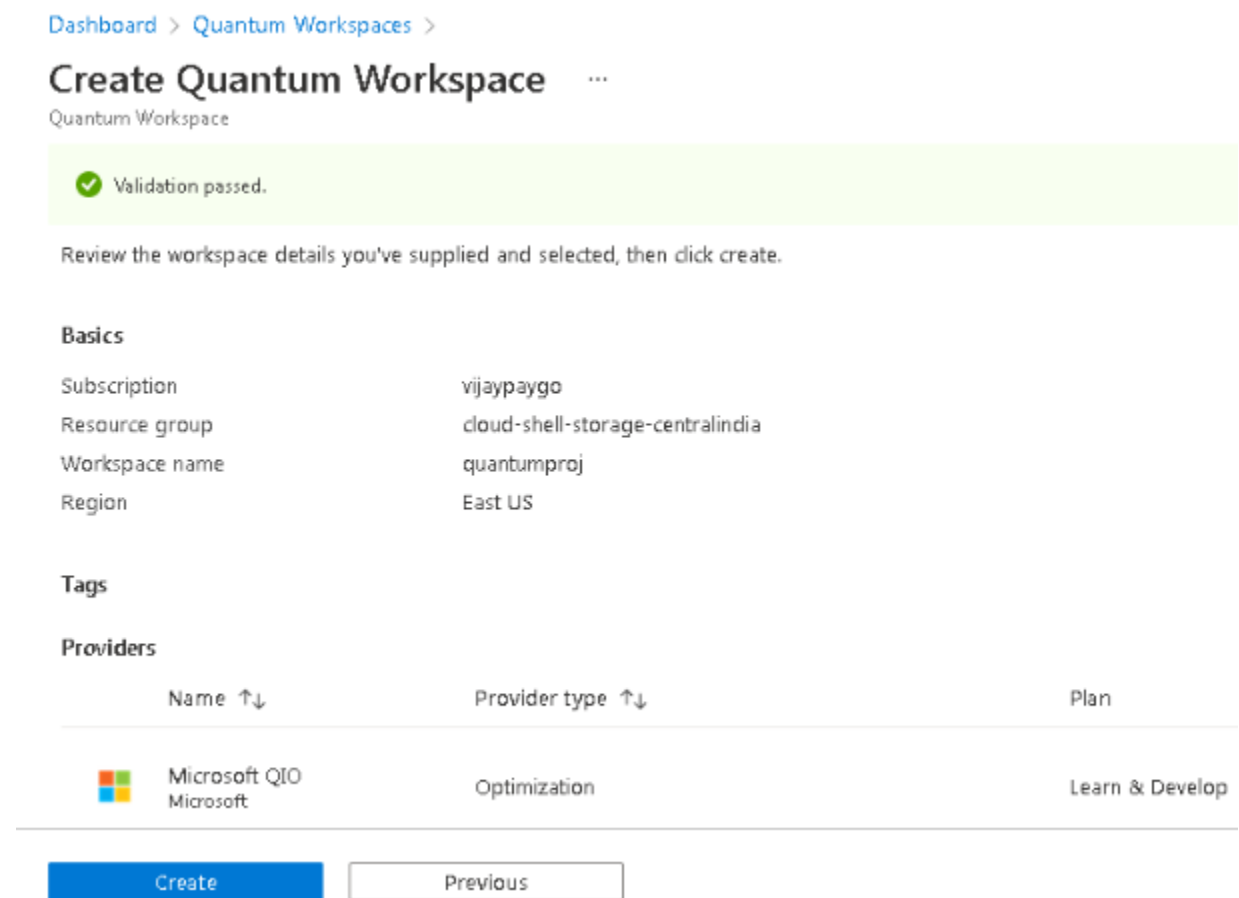 Dashboard > Quantum Workspaces >
Create Quantum Workspace ...
Quantum Workspace
Validation passed.
Review the workspace details you've supplied and selected, then click create.
Basics
Subscription vijaypaygo
Resource group cloud-shell-storage-centralindia
Workspace name quantumproj
Region East US
Tags
Providers
Name ↑↓ Provider type ↑↓ Plan
Microsoft QIO
Microsoft
Optimization
Learn & Develop
Create Previous